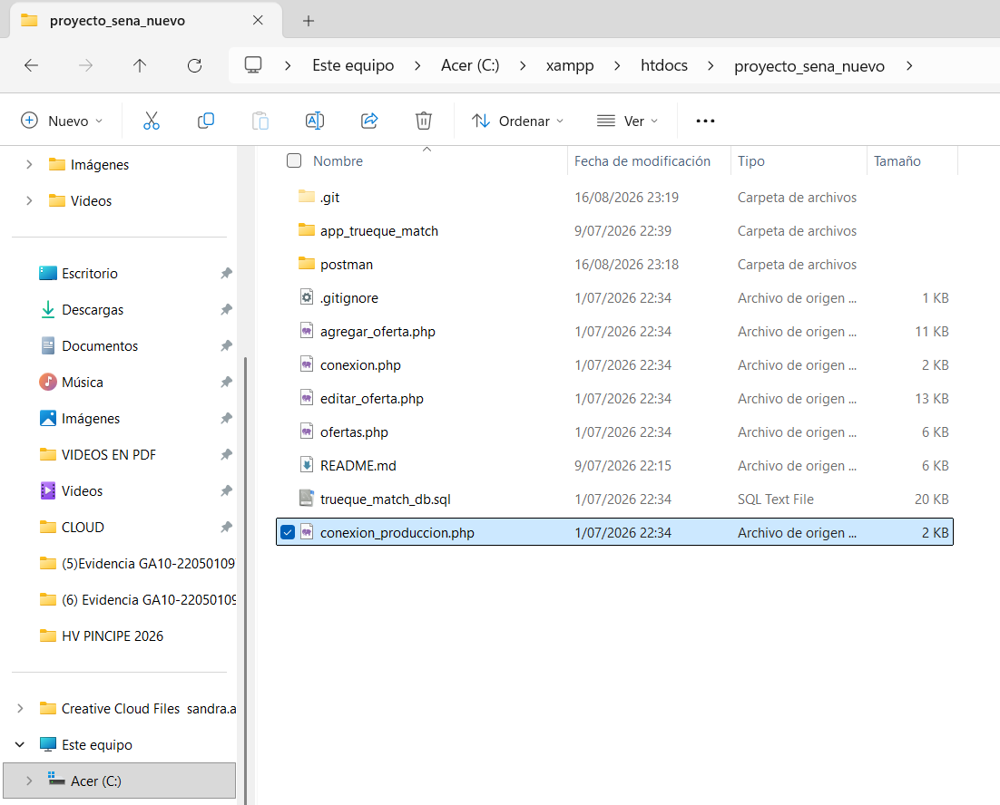 proyecto_sena_nuevo
Este equipo > Acer (C:) > xampp > htdocs > proyecto_sena_nuevo >
Nuevo Ordenar Ver
Imágenes
Videos
Escritorio
Descargas
Documentos
Música
Imágenes
VIDEOS EN PDF
Videos
CLOUD
(5)Evidencia GA10-22050109
(6) Evidencia GA10-22050109
HV PINCIPE 2026
Creative Cloud Files sandra.a
Este equipo
Acer (C:)
Nombre Fecha de modificación Tipo Tamaño
.git 16/08/2026 23:19 Carpeta de archivos
app_trueque_match 9/07/2026 22:39 Carpeta de archivos
postman 16/08/2026 23:18 Carpeta de archivos
.gitignore 1/07/2026 22:34 Archivo de origen ... 1 KB
agregar_oferta.php 1/07/2026 22:34 Archivo de origen ... 11 KB
conexion.php 1/07/2026 22:34 Archivo de origen ... 2 KB
editar_oferta.php 1/07/2026 22:34 Archivo de origen ... 13 KB
ofertas.php 1/07/2026 22:34 Archivo de origen ... 6 KB
README.md 9/07/2026 22:15 Archivo de origen ... 6 KB
trueque_match_db.sql 1/07/2026 22:34 SQL Text File 20 KB
conexion_produccion.php 1/07/2026 22:34 Archivo de origen ... 2 KB